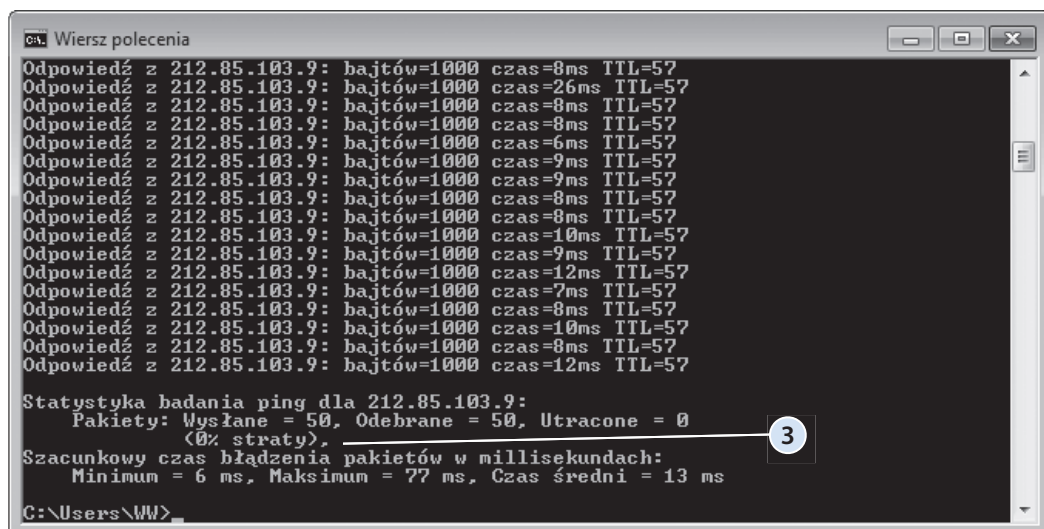 Wiersz polecenia
Odpowiedź z 212.85.103.9: bajtów=1000 czas=8ms TTL=57
Odpowiedź z 212.85.103.9: bajtów=1000 czas=26ms TTL=57
Odpowiedź z 212.85.103.9: bajtów=1000 czas=8ms TTL=57
Odpowiedź z 212.85.103.9: bajtów=1000 czas=8ms TTL=57
Odpowiedź z 212.85.103.9: bajtów=1000 czas=6ms TTL=57
Odpowiedź z 212.85.103.9: bajtów=1000 czas=9ms TTL=57
Odpowiedź z 212.85.103.9: bajtów=1000 czas=9ms TTL=57
Odpowiedź z 212.85.103.9: bajtów=1000 czas=8ms TTL=57
Odpowiedź z 212.85.103.9: bajtów=1000 czas=8ms TTL=57
Odpowiedź z 212.85.103.9: bajtów=1000 czas=10ms TTL=57
Odpowiedź z 212.85.103.9: bajtów=1000 czas=9ms TTL=57
Odpowiedź z 212.85.103.9: bajtów=1000 czas=12ms TTL=57
Odpowiedź z 212.85.103.9: bajtów=1000 czas=7ms TTL=57
Odpowiedź z 212.85.103.9: bajtów=1000 czas=8ms TTL=57
Odpowiedź z 212.85.103.9: bajtów=1000 czas=10ms TTL=57
Odpowiedź z 212.85.103.9: bajtów=1000 czas=8ms TTL=57
Odpowiedź z 212.85.103.9: bajtów=1000 czas=12ms TTL=57
Statystyka badania ping dla 212.85.103.9:
Pakiety: Wysłane = 50, Odebrane = 50, Utracone = 0
(0% straty),
3
Szacunkowy czas błądzenia pakietów w millisekundach:
Minimum = 6 ms, Maksimum = 77 ms, Czas średni = 13 ms
C:\Users\WW>_